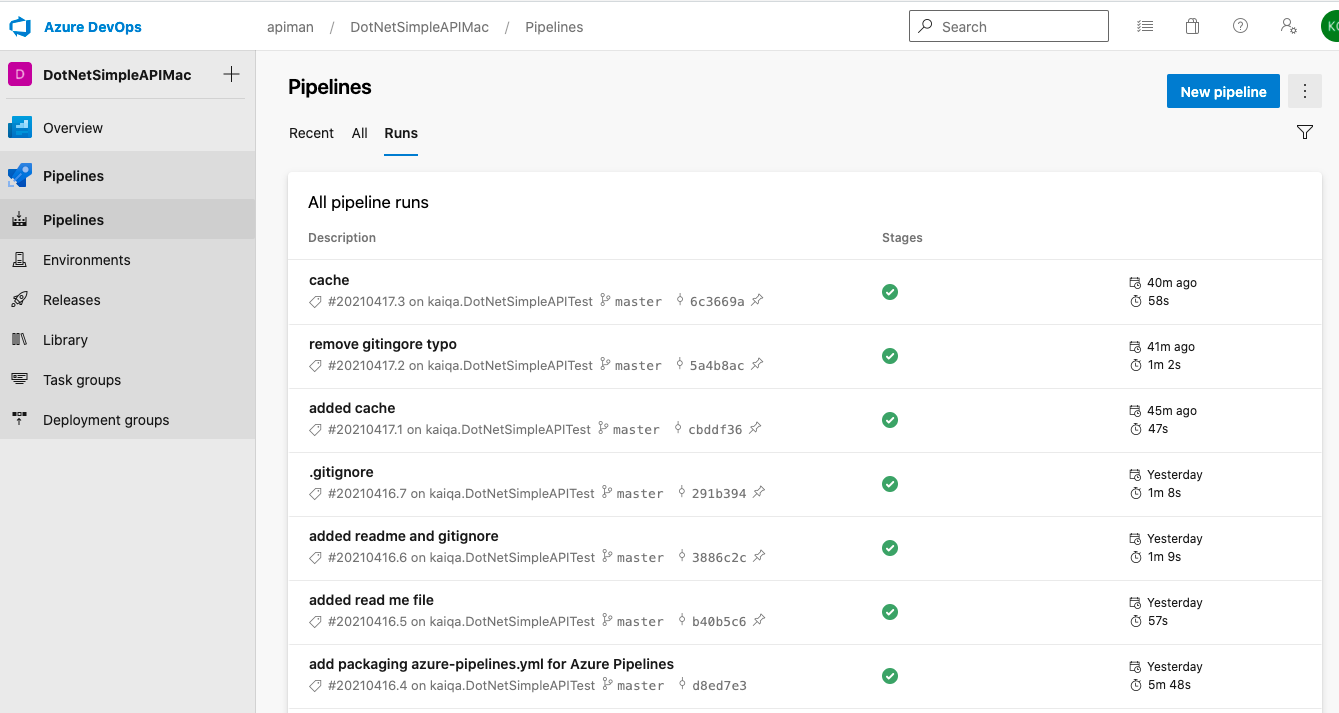 Azure DevOps
apiman / DotNetSimpleAPIMac / Pipelines
Search
KC
D DotNetSimpleAPIMac
Overview
Pipelines
Pipelines
Environments
Releases
Library
Task groups
Deployment groups
Pipelines
New pipeline
Recent All Runs
All pipeline runs
Description Stages
cache
#20210417.3 on kaiqa.DotNetSimpleAPITest master 6c3669a
40m ago
58s
remove gitingore typo
#20210417.2 on kaiqa.DotNetSimpleAPITest master 5a4b8ac
41m ago
1m 2s
added cache
#20210417.1 on kaiqa.DotNetSimpleAPITest master cbddf36
45m ago
47s
.gitignore
#20210416.7 on kaiqa.DotNetSimpleAPITest master 291b394
Yesterday
1m 8s
added readme and gitignore
#20210416.6 on kaiqa.DotNetSimpleAPITest master 3886c2c
Yesterday
1m 9s
added read me file
#20210416.5 on kaiqa.DotNetSimpleAPITest master b40b5c6
Yesterday
57s
add packaging azure-pipelines.yml for Azure Pipelines
#20210416.4 on kaiqa.DotNetSimpleAPITest master d8ed7e3
Yesterday
5m 48s